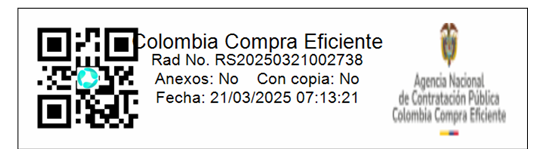 Colombia Compra Eficiente
Rad No. RS20250321002738
Anexos: No Con copia: No
Fecha: 21/03/2025 07:13:21
Agencia Nacional
de Contratación Pública
Colombia Compra Eficiente